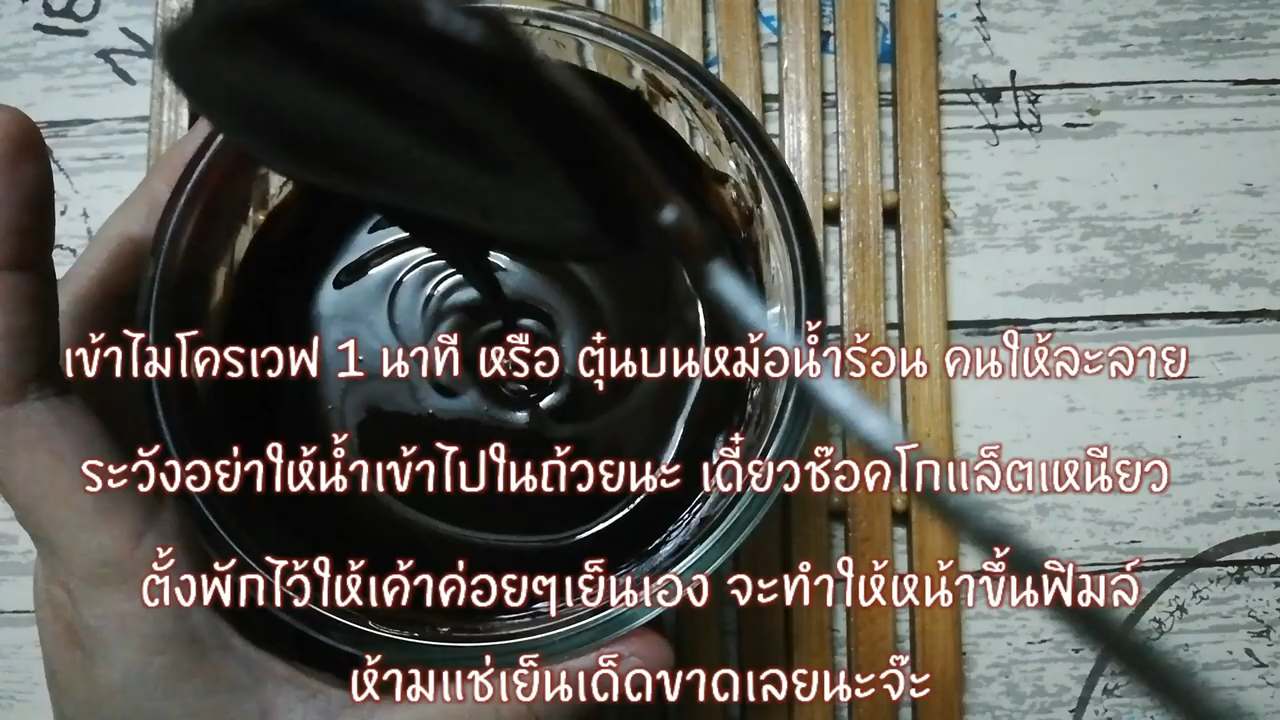 เข้าไมโครเวฟ 1 นาที หรือ ตุ๋นบนหม้อน้ำร้อน คนให้ละลาย
ระวังอย่าให้น้ำเข้าไปในถ้วยนะ เดี๋ยวช๊อคโกแล็ตเหนียว
ตั้งพักไว้ให้เค้าค่อยๆเย็นเอง จะทำให้หน้าขึ้นฟิมล์
ห้ามแช่เย็นเด็ดขาดเลยนะจ๊ะ